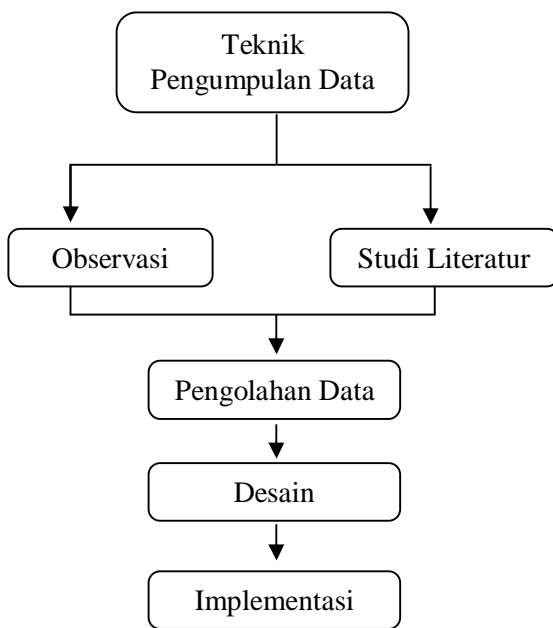 Teknik
Pengumpulan Data
Observasi
Studi Literatur
Pengolahan Data
Desain
Implementasi